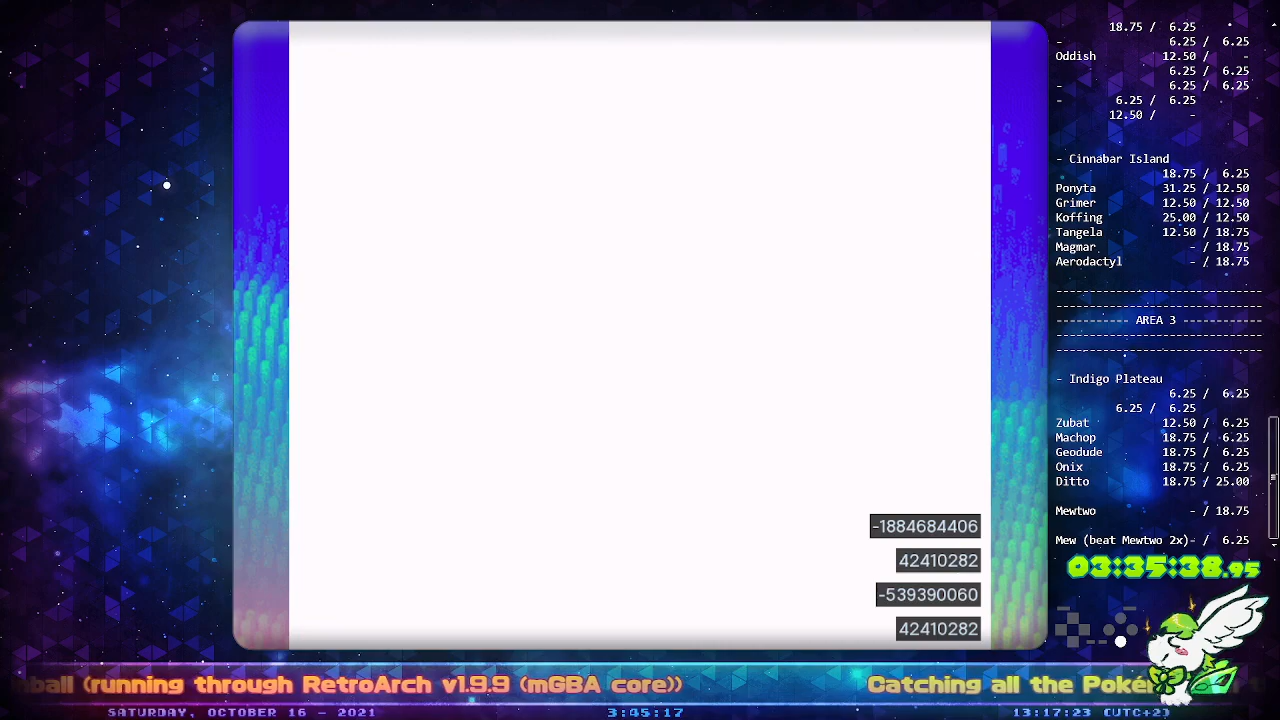 18.75 / 6.25
- 6.25 / 6.25
Oddish 12.50 / -
6.25 / 6.25
- 6.25 / 6.25
- 6.25 / 6.25
12.50 / -
- Cinnabar Island
18.75 / 6.25
Ponyta 31.25 / 12.50
Grimer 12.50 / 12.50
Koffing 25.00 / 12.50
Tangela 12.50 / 18.75
Magmar - / 18.75
Aerodactyl - / 18.75
--------------------------
--------------------------
---------- AREA 3 -----------
--------------------------
--------------------------
- Indigo Plateau
6.25 / 6.25
6.25 / 6.25
Zubat 12.50 / 6.25
Machop 18.75 / 6.25
Geodude 18.75 / 6.25
Onix 18.75 / 6.25
Ditto 18.75 / 25.00
Mewtwo - / 18.75
Mew (beat Mewtwo 2x)- / 6.25
-1884684406
42410282
-539390060
42410282
03:35:38.95
nball (running through RetroArch v1.9.9 (mGBA core)) Catching all the Poké
SATURDAY, OCTOBER 16 - 2021 3:45:17 13:17:23 (UTC+2)